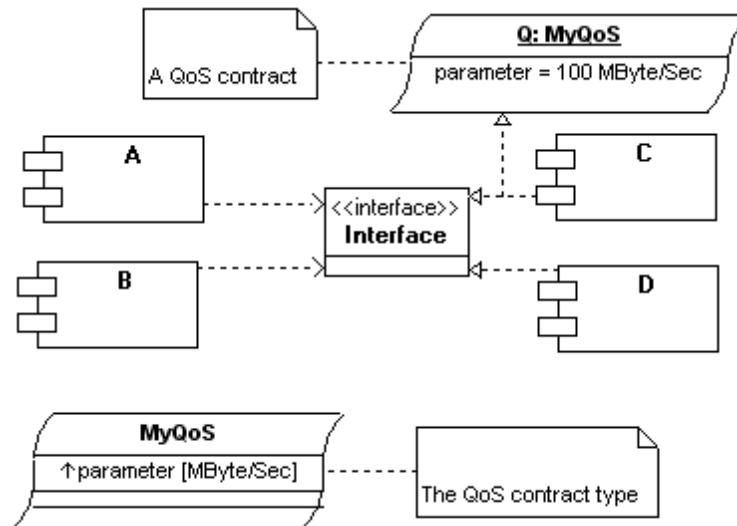 Q: MyQoS
A QoS contract
parameter = 100 MByte/Sec
A
C
<<interface>>
Interface
B
D
MyQoS
↑parameter [MByte/Sec]
The QoS contract type